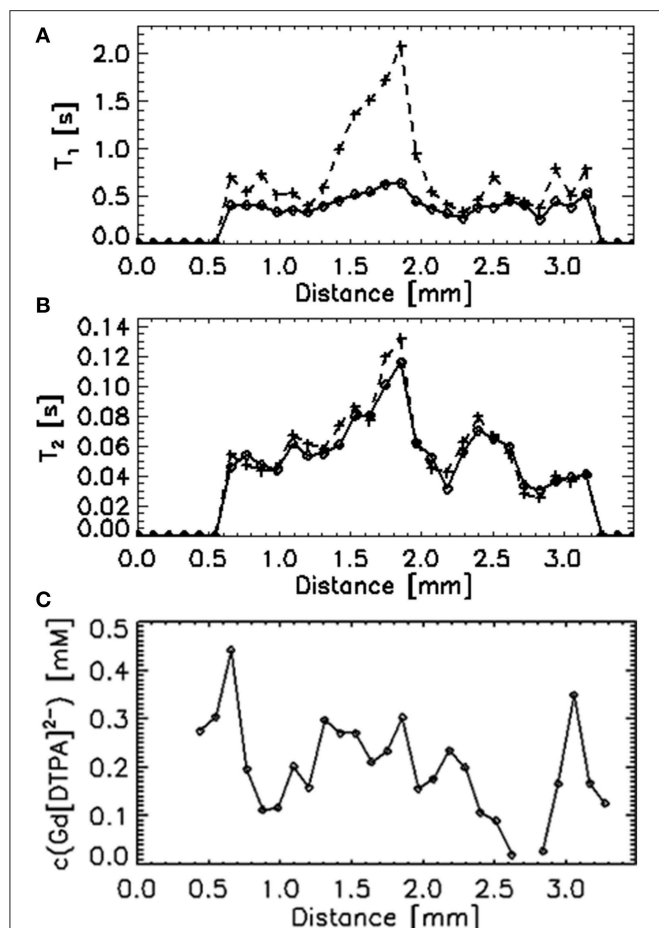 A
T₁ [s]
2.0
1.5
1.0
0.5
0.0
0.0 0.5 1.0 1.5 2.0 2.5 3.0
Distance [mm]
B
T₂ [s]
0.14
0.12
0.10
0.08
0.06
0.04
0.02
0.00
0.0 0.5 1.0 1.5 2.0 2.5 3.0
Distance [mm]
C
c(Gd[DTPA]²⁻) [mM]
0.5
0.4
0.3
0.2
0.1
0.0
0.0 0.5 1.0 1.5 2.0 2.5 3.0
Distance [mm]